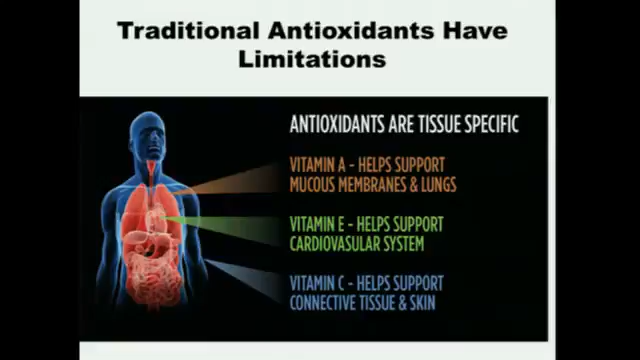 Traditional Antioxidants Have
Limitations
ANTIOXIDANTS ARE TISSUE SPECIFIC
VITAMIN A - HELPS SUPPORT
MUCOUS MEMBRANES & LUNGS
VITAMIN E - HELPS SUPPORT
CARDIOVASULAR SYSTEM
VITAMIN C - HELPS SUPPORT
CONNECTIVE TISSUE & SKIN